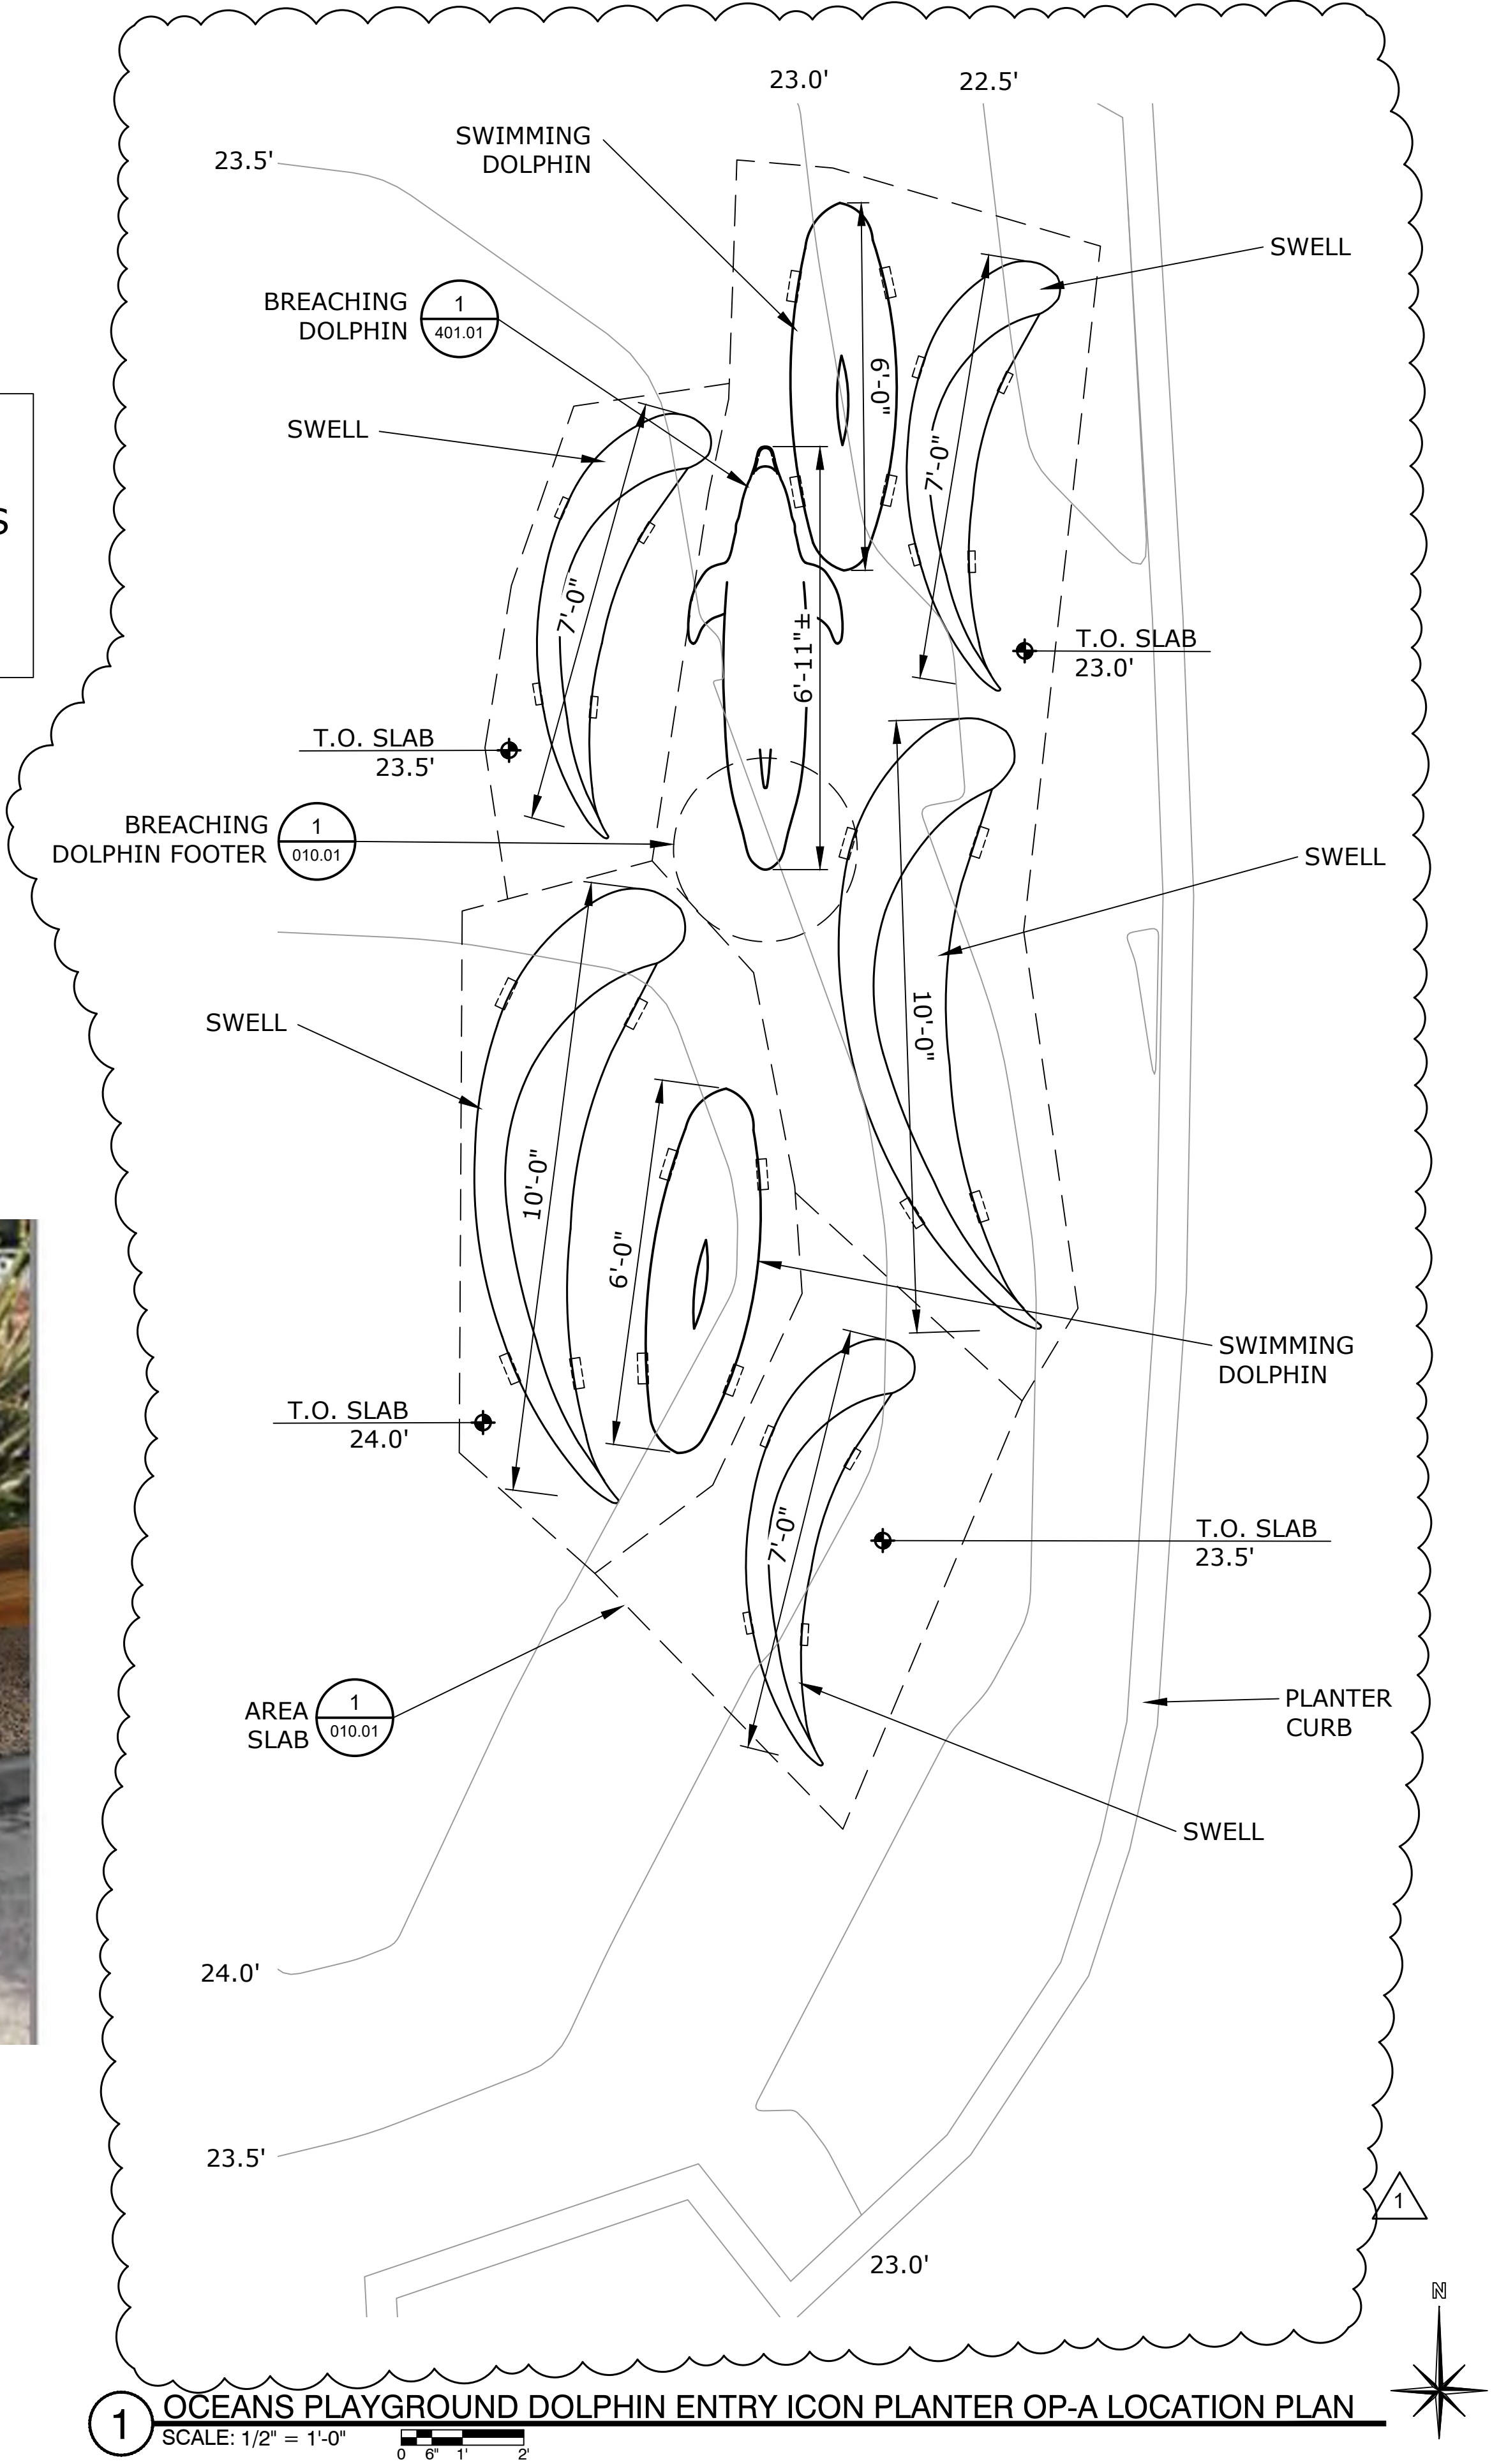 23.0'
22.5'
SWIMMING
DOLPHIN
23.5'
SWELL
BREACHING
DOLPHIN
1
401.01
6'-0"
SWELL
7'-0"
S
7'-0"
6'-11"±
T.O. SLAB
23.0'
T.O. SLAB
23.5'
BREACHING
DOLPHIN FOOTER
1
010.01
SWELL
10'-0"
SWELL
10'-0"
6'-0"
SWIMMING
DOLPHIN
T.O. SLAB
24.0'
7'-0"
T.O. SLAB
23.5'
AREA
SLAB
1
010.01
PLANTER
CURB
SWELL
24.0'
23.5'
1
23.0'
N
1
OCEANS PLAYGROUND DOLPHIN ENTRY ICON PLANTER OP-A LOCATION PLAN
SCALE: 1/2" = 1'-0"
0 6" 1' 2'